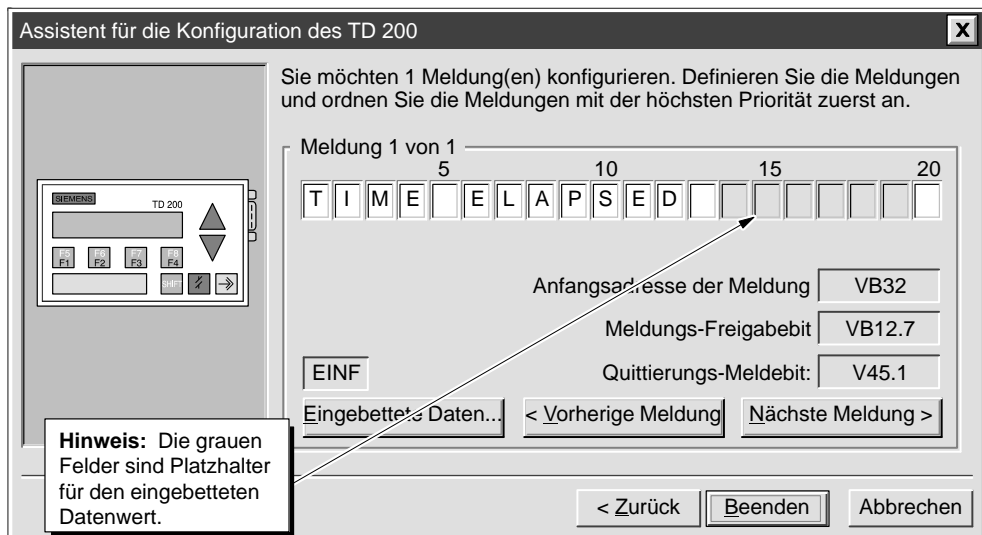 Assistent für die Konfiguration des TD 200
X
Sie möchten 1 Meldung(en) konfigurieren. Definieren Sie die Meldungen
und ordnen Sie die Meldungen mit der höchsten Priorität zuerst an.
Meldung 1 von 1
5 10 15 20
TIME ELAPSED
SIEMENS
TD 200
F5 F6 F7 F8
F1 F2 F3 F4
SHIFT
Anfangsadresse der Meldung VB32
Meldungs-Freigabebit VB12.7
EINF Quittierungs-Meldebit: V45.1
Eingebettete Daten... < Vorherige Meldung Nächste Meldung >
Hinweis: Die grauen
Felder sind Platzhalter
für den eingebetteten
Datenwert.
< Zurück Beenden Abbrechen